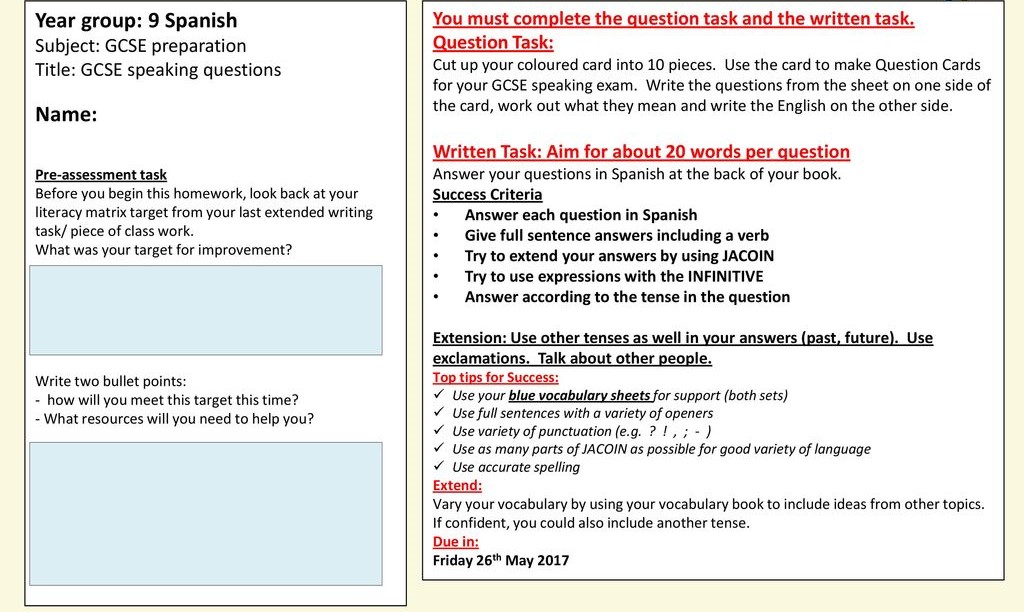 Year group: 9 Spanish
Subject: GCSE preparation
Title: GCSE speaking questions
Name:
Pre-assessment task
Before you begin this homework, look back at your
literacy matrix target from your last extended writing
task/ piece of class work.
What was your target for improvement?
Write two bullet points:
- how will you meet this target this time?
- What resources will you need to help you?
You must complete the question task and the written task.
Question Task:
Cut up your coloured card into 10 pieces. Use the card to make Question Cards
for your GCSE speaking exam. Write the questions from the sheet on one side of
the card, work out what they mean and write the English on the other side.
Written Task: Aim for about 20 words per question
Answer your questions in Spanish at the back of your book.
Success Criteria
• Answer each question in Spanish
• Give full sentence answers including a verb
• Try to extend your answers by using JACOIN
• Try to use expressions with the INFINITIVE
• Answer according to the tense in the question
Extension: Use other tenses as well in your answers (past, future). Use
exclamations. Talk about other people.
Top tips for Success:
✓ Use your blue vocabulary sheets for support (both sets)
✓ Use full sentences with a variety of openers
✓ Use variety of punctuation (e.g. ? ! , ; - )
✓ Use as many parts of JACOIN as possible for good variety of language
✓ Use accurate spelling
Extend:
Vary your vocabulary by using your vocabulary book to include ideas from other topics.
If confident, you could also include another tense.
Due in:
Friday 26th May 2017